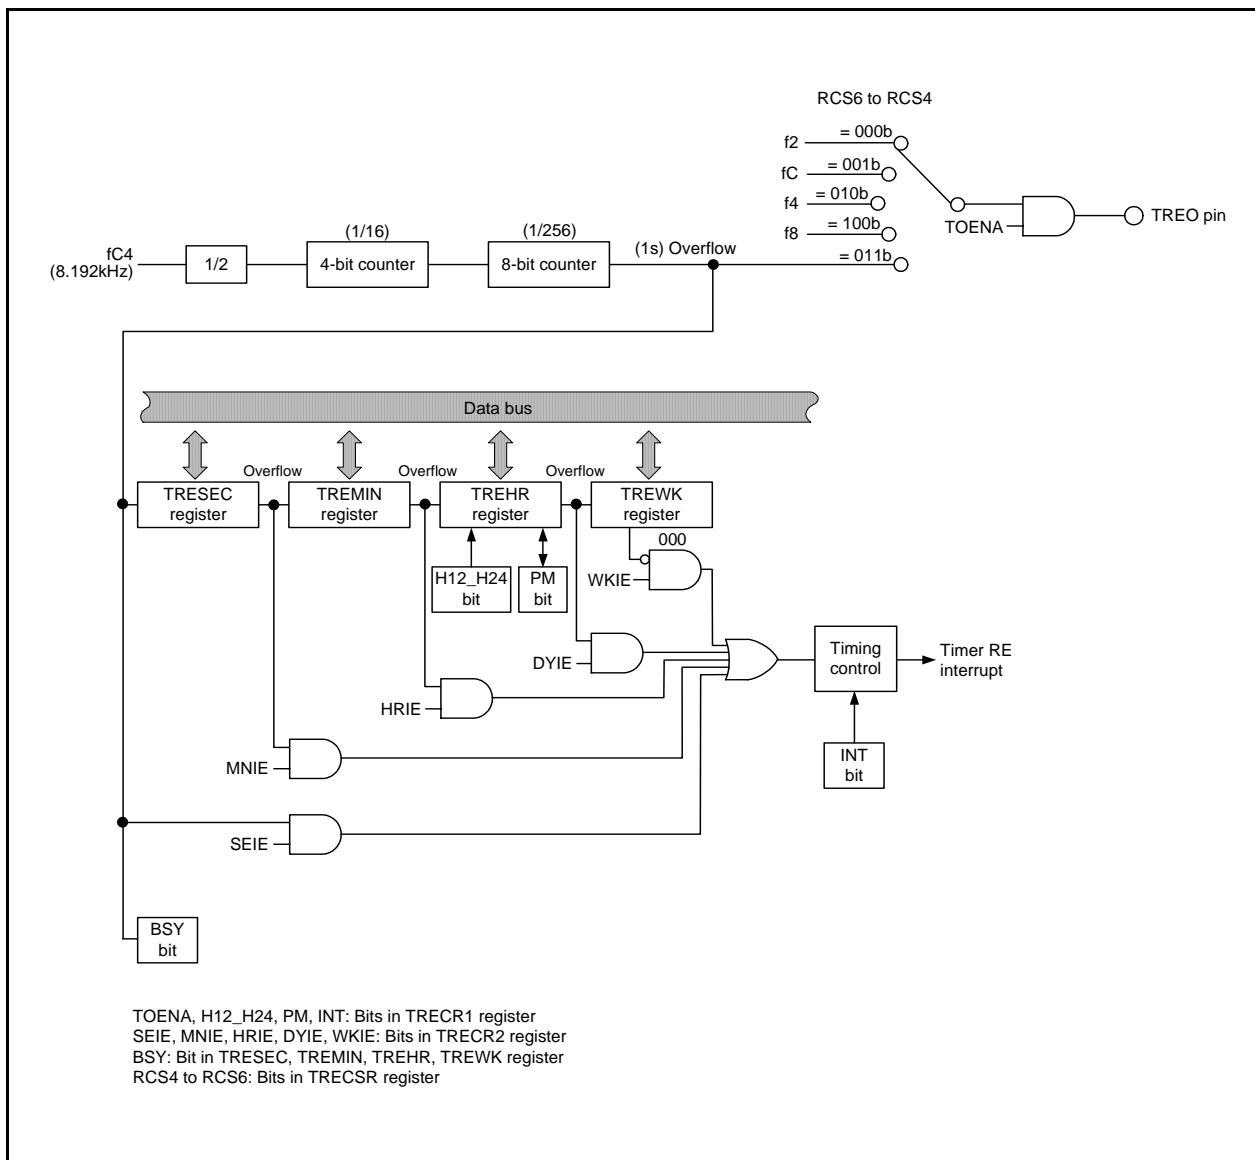 RCS6 to RCS4
f2
= 000b
fC
= 001b
f4
= 010b
f8
= 100b
= 011b
TOENA
TREO pin
fC4
(8.192kHz)
1/2
(1/16)
4-bit counter
(1/256)
8-bit counter
(1s) Overflow
Data bus
TRESEC
register
Overflow
TREMIN
register
Overflow
TREHR
register
Overflow
TREWK
register
H12_H24
bit
PM
bit
000
WKIE
DYIE
HRIE
MNIE
SEIE
Timing
control
Timer RE
interrupt
INT
bit
BSY
bit
TOENA, H12_H24, PM, INT: Bits in TRECR1 register
SEIE, MNIE, HRIE, DYIE, WKIE: Bits in TRECR2 register
BSY: Bit in TRESEC, TREMIN, TREHR, TREWK register
RCS4 to RCS6: Bits in TRECSR register